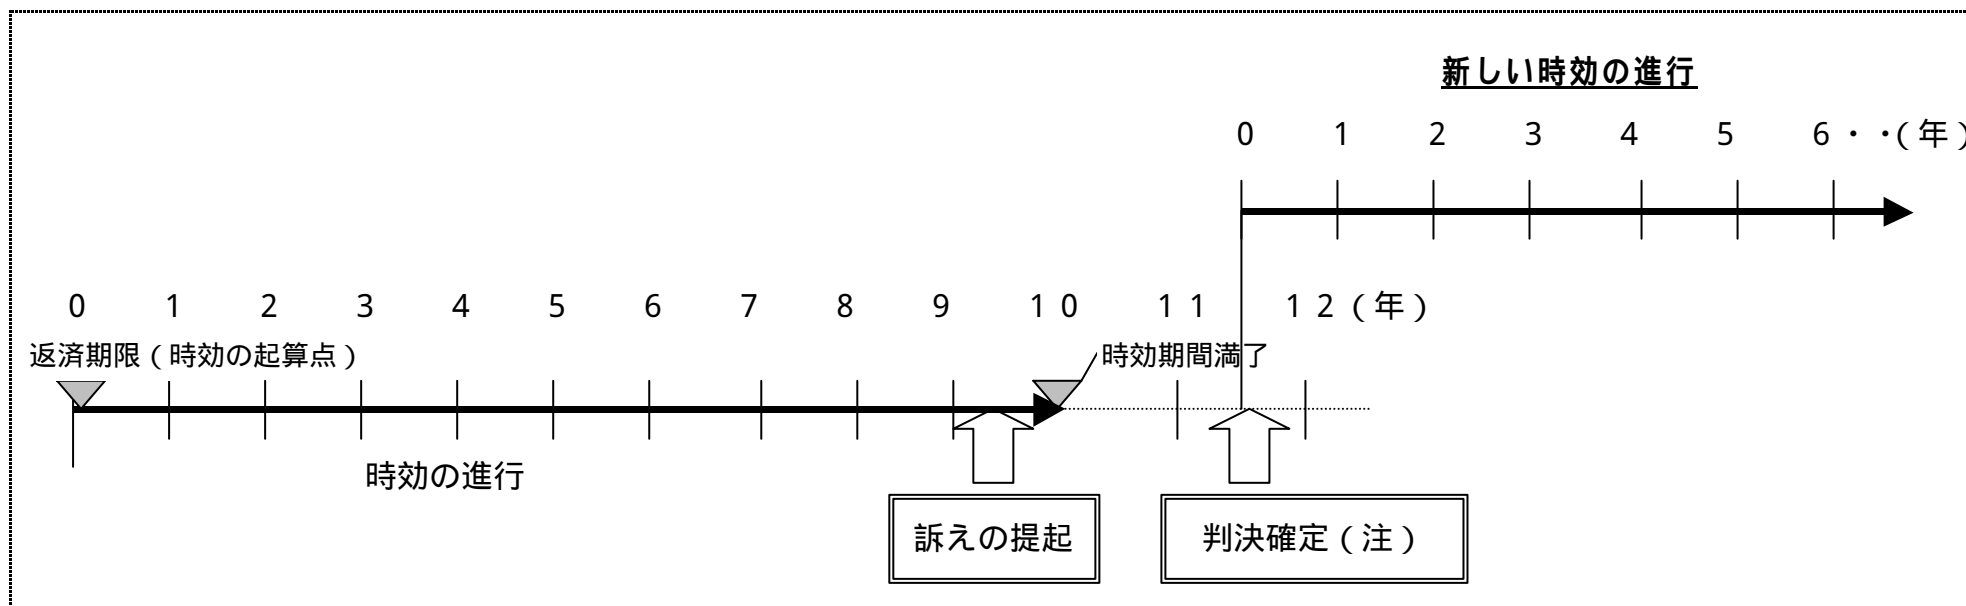 新しい時効の進行
0 1 2 3 4 5 6・・(年)
0 1 2 3 4 5 6 7 8 9 10 11 12(年)
返済期限(時効の起算点)
時効期間満了
時効の進行
訴えの提起
判決確定(注)